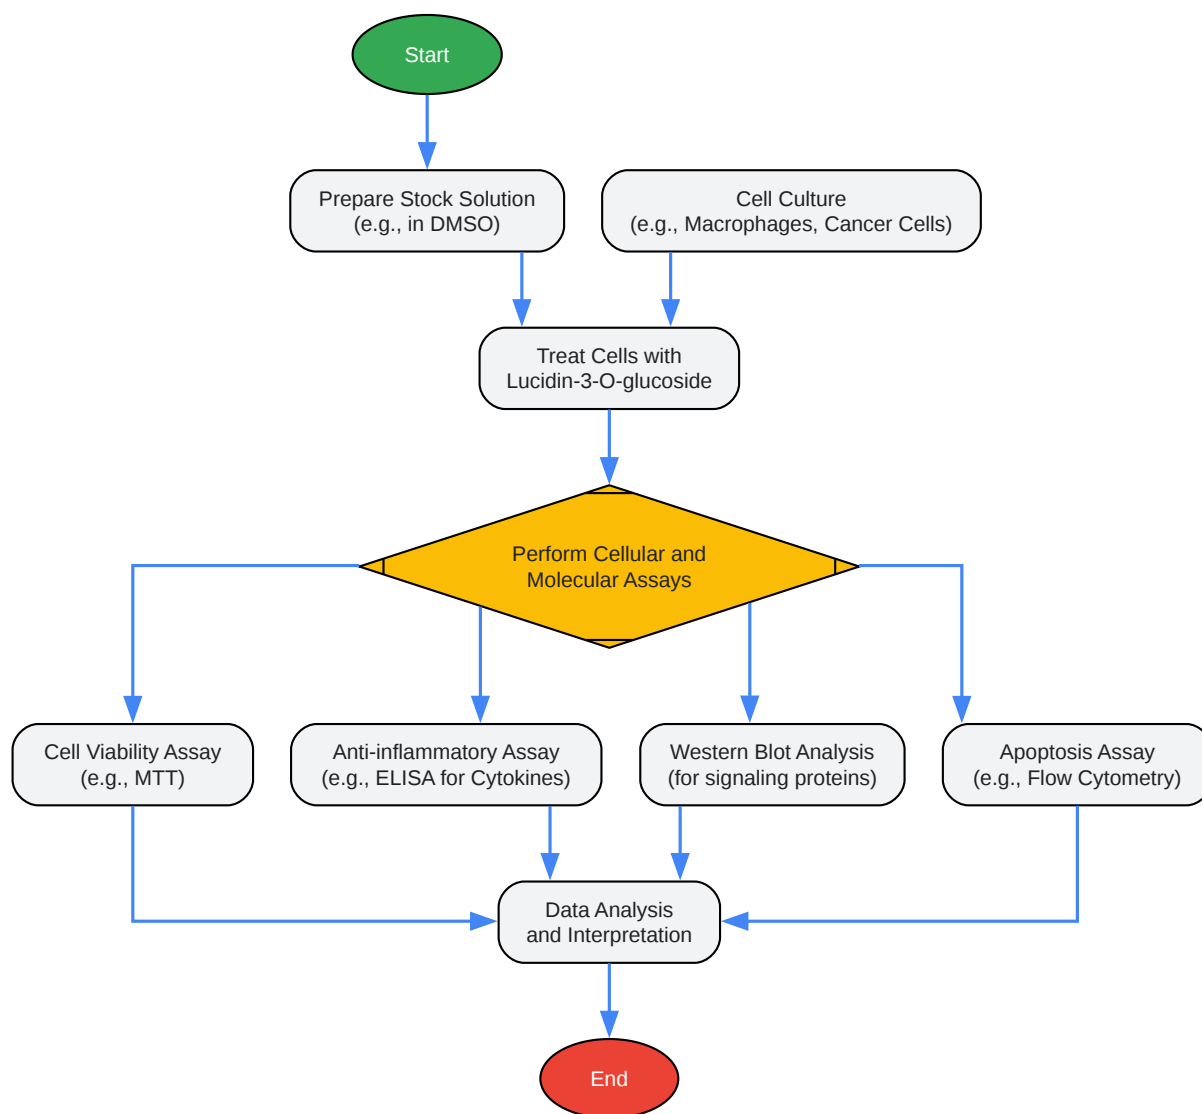 Start
Prepare Stock Solution
(e.g., in DMSO)
Cell Culture
(e.g., Macrophages, Cancer Cells)
Treat Cells with
Lucidin-3-O-glucoside
Perform Cellular and
Molecular Assays
Cell Viability Assay
(e.g., MTT)
Anti-inflammatory Assay
(e.g., ELISA for Cytokines)
Western Blot Analysis
(for signaling proteins)
Apoptosis Assay
(e.g., Flow Cytometry)
Data Analysis
and Interpretation
End